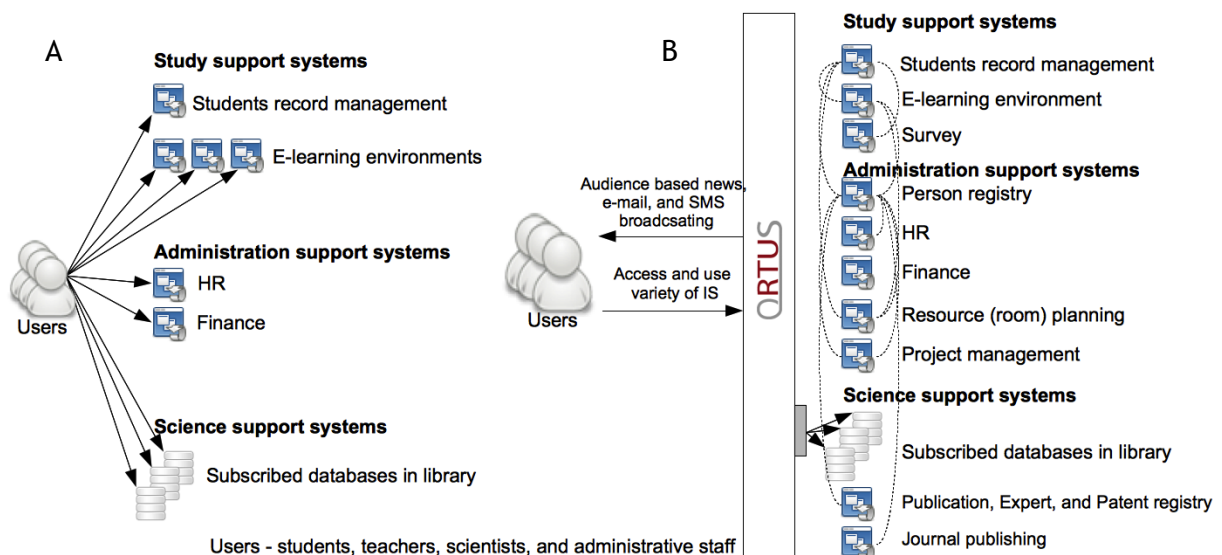 A
Study support systems
Students record management
E-learning environments
Administration support systems
HR
Finance
Users
Science support systems
Subscribed databases in library
Users - students, teachers, scientists, and administrative staff
B
Audience based news,
e-mail, and SMS
broadcsating
Access and use
variety of IS
Users
ORTUS
Study support systems
Students record management
E-learning environment
Survey
Administration support systems
Person registry
HR
Finance
Resource (room) planning
Project management
Science support systems
Subscribed databases in library
Publication, Expert, and Patent registry
Journal publishing